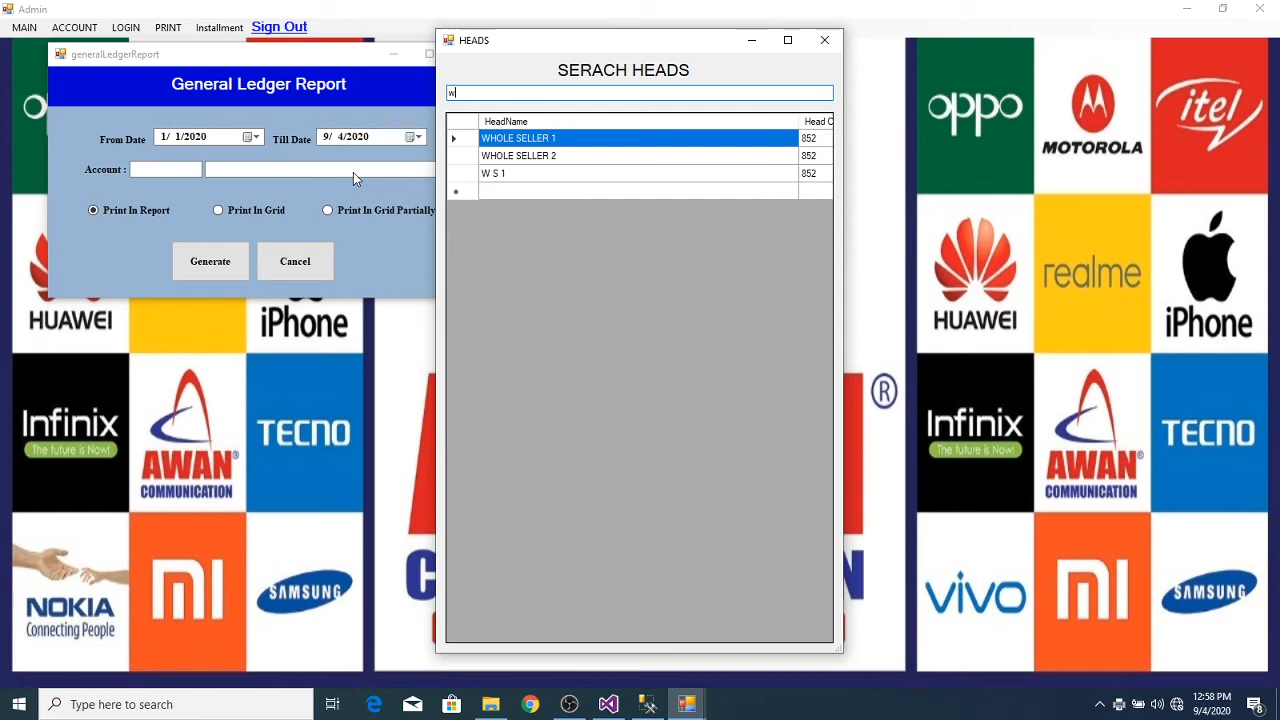 Admin
MAIN ACCOUNT LOGIN PRINT Installment Sign Out
generalLedgerReport
General Ledger Report
From Date 1/ 1/2020 Till Date 9/ 4/2020
Account :
Print In Report Print In Grid Print In Grid Partially
Generate Cancel
HEADS
SERACH HEADS
w
HeadName Head C
WHOLE SELLER 1 852
WHOLE SELLER 2 852
W S 1 852
HUAWEI
iPhone
Infinix
The future is Now!
AWAN
COMMUNICATION
TECNO
NOKIA
Connecting People
MI
SAMSUNG
®
oppo
MOTOROLA
itel
HUAWEI
realme
iPhone
Infinix
The future is Now!
AWAN
COMMUNICATION
TECNO
vivo
MI
SAMSUNG
Type here to search
12:58 PM
9/4/2020
8